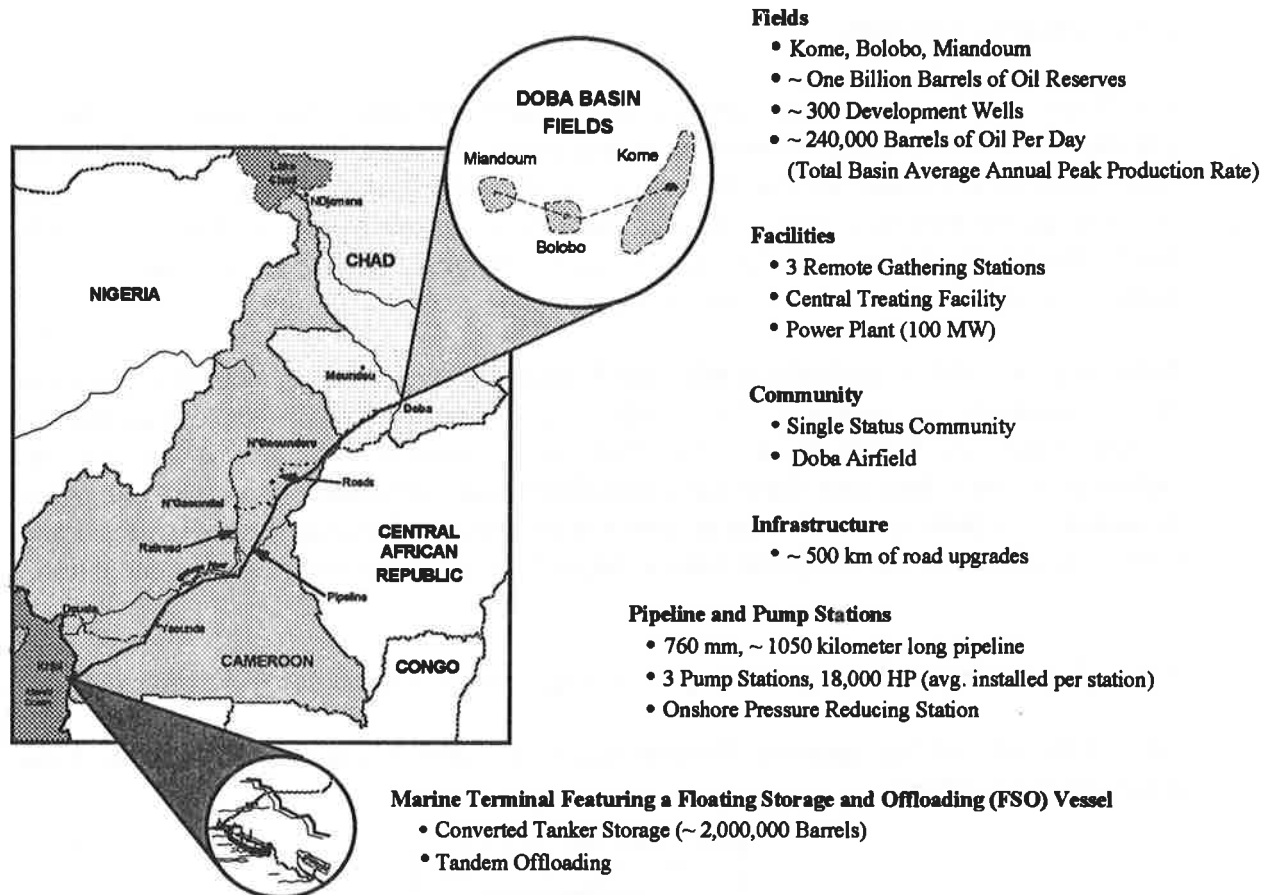 Fields
• Kome, Bolobo, Miandoum
• ~ One Billion Barrels of Oil Reserves
• ~ 300 Development Wells
• ~ 240,000 Barrels of Oil Per Day
(Total Basin Average Annual Peak Production Rate)
DOBA BASIN
FIELDS
Miandoum
Kome
Bolobo
Lake
Chad
N'Djamena
CHAD
NIGERIA
Moundou
Doba
N'Gaoundere
Roads
N'Gaoundal
Railroad
CENTRAL
AFRICAN
REPUBLIC
Pipeline
Douala
Yaounde
Kribi
CAMEROON
CONGO
Facilities
• 3 Remote Gathering Stations
• Central Treating Facility
• Power Plant (100 MW)
Community
• Single Status Community
• Doba Airfield
Infrastructure
• ~ 500 km of road upgrades
Pipeline and Pump Stations
• 760 mm, ~ 1050 kilometer long pipeline
• 3 Pump Stations, 18,000 HP (avg. installed per station)
• Onshore Pressure Reducing Station
Marine Terminal Featuring a Floating Storage and Offloading (FSO) Vessel
• Converted Tanker Storage (~ 2,000,000 Barrels)
• Tandem Offloading